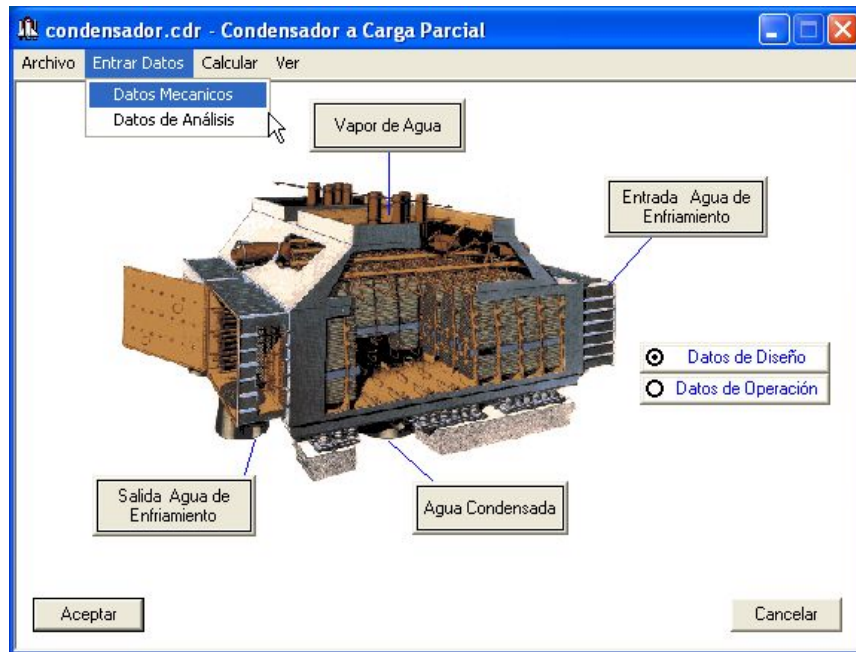 condensador.cdr - Condensador a Carga Parcial
Archivo Entrar Datos Calcular Ver
Datos Mecanicos
Datos de Análisis
Vapor de Agua
Entrada Agua de
Enfriamiento
Datos de Diseño
Datos de Operación
Salida Agua de
Enfriamiento
Agua Condensada
Aceptar
Cancelar